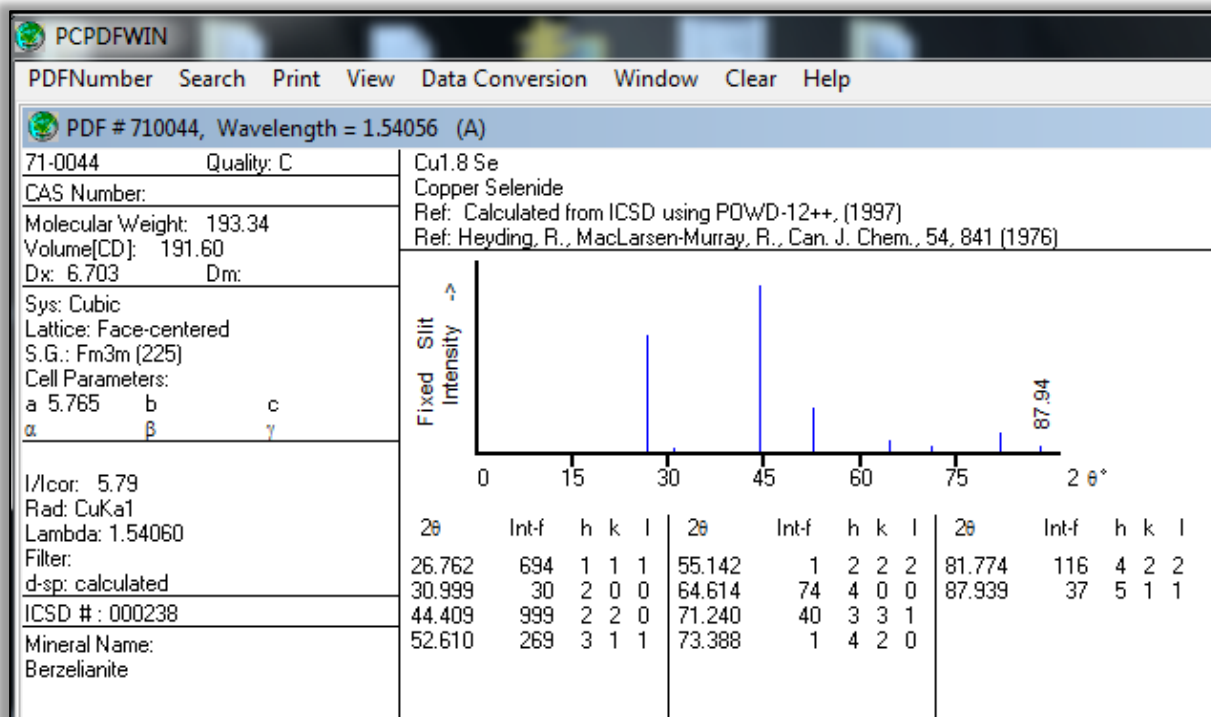 PCPDFWIN
PDFNumber Search Print View Data Conversion Window Clear Help
PDF # 710044, Wavelength = 1.54056 (A)
71-0044 Quality: C
CAS Number:
Molecular Weight: 193.34
Volume[CD]: 191.60
Dx: 6.703 Dm:
Sys: Cubic
Lattice: Face-centered
S.G.: Fm3m (225)
Cell Parameters:
a 5.765 b c
α β γ
I/Icor: 5.79
Rad: CuKa1
Lambda: 1.54060
Filter:
d-sp: calculated
ICSD # : 000238
Mineral Name:
Berzelianite
Cu1.8 Se
Copper Selenide
Ref: Calculated from ICSD using POWD-12++, (1997)
Ref: Heyding, R., MacLarsen-Murray, R., Can. J. Chem., 54, 841 (1976)
Fixed Slit
Intensity ->
87.94
0 15 30 45 60 75 2 θ°
2θ Int-f h k l 2θ Int-f h k l 2θ Int-f h k l
26.762 694 1 1 1 55.142 1 2 2 2 81.774 116 4 2 2
30.999 30 2 0 0 64.614 74 4 0 0 87.939 37 5 1 1
44.409 999 2 2 0 71.240 40 3 3 1
52.610 269 3 1 1 73.388 1 4 2 0